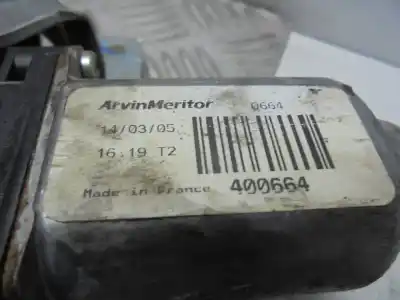 ArvinMeritor 0664
14/03/05
16:19 T2
Made in France 400664